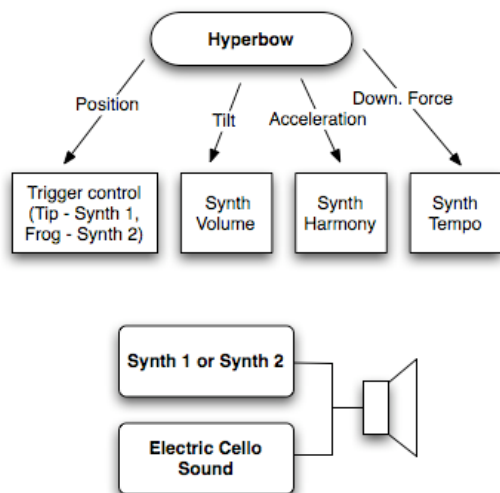 Hyperbow
Position
Tilt
Acceleration
Down. Force
Trigger control
(Tip - Synth 1,
Frog - Synth 2)
Synth
Volume
Synth
Harmony
Synth
Tempo
Synth 1 or Synth 2
Electric Cello
Sound